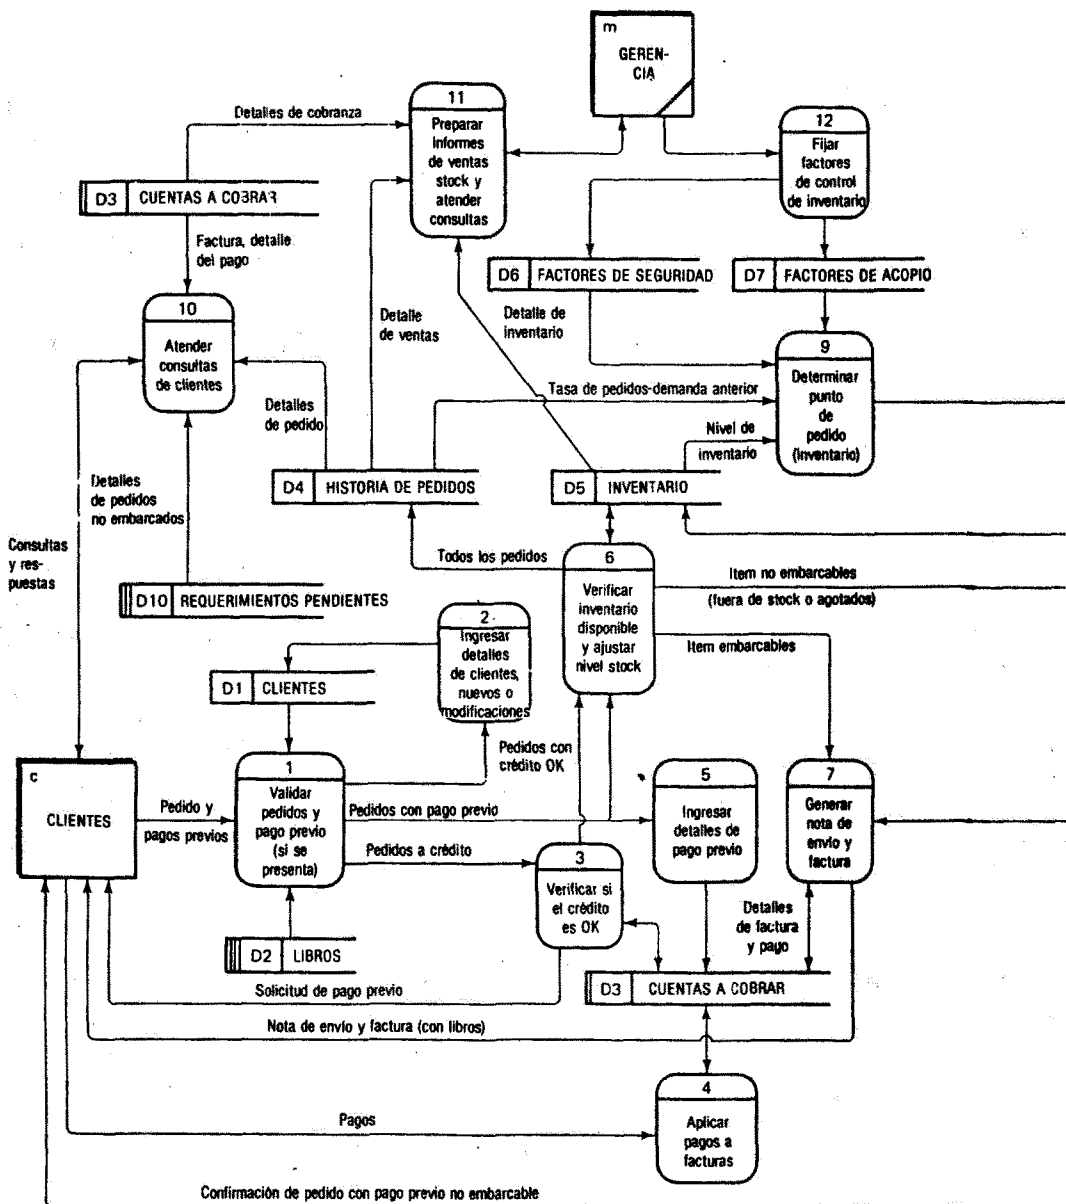 m
GEREN-
CIA
11
Preparar
Informes
de ventas
stock y
atender
consultas
12
Fijar
factores
de control
de inventario
Detalles de cobranza
D3 CUENTAS A COBRAR
Factura, detalle
del pago
D6 FACTORES DE SEGURIDAD
D7 FACTORES DE ACOPIO
10
Atender
consultas
de clientes
Detalle
de ventas
Detalle de
inventario
9
Determinar
punto
de
pedido
(Inventario)
Tasa de pedidos-demanda anterior
Detalles
de pedido
Nivel de
inventario
D4 HISTORIA DE PEDIDOS
D5 INVENTARIO
Detalles
de pedidos
no embarcados
Consultas
y res-
puestas
Todos los pedidos
6
Verificar
inventario
disponible
y ajustar
nivel stock
Item no embarcables
(fuera de stock o agotados)
D10 REQUERIMIENTOS PENDIENTES
2
Ingresar
detalles
de clientes,
nuevos o
modificaciones
Item embarcables
D1 CLIENTES
Pedidos con
crédito OK
c
CLIENTES
Pedido y
pagos previos
1
Validar
pedidos y
pago previo
(si se
presenta)
Pedidos con pago previo
Pedidos a crédito
5
Ingresar
detalles de
pago previo
7
Generar
nota de
envío y
factura
3
Verificar si
el crédito
es OK
Detalles
de factura
y pago
D2 LIBROS
D3 CUENTAS A COBRAR
Solicitud de pago previo
Nota de envío y factura (con libros)
4
Aplicar
pagos a
facturas
Pagos
Confirmación de pedido con pago previo no embarcable